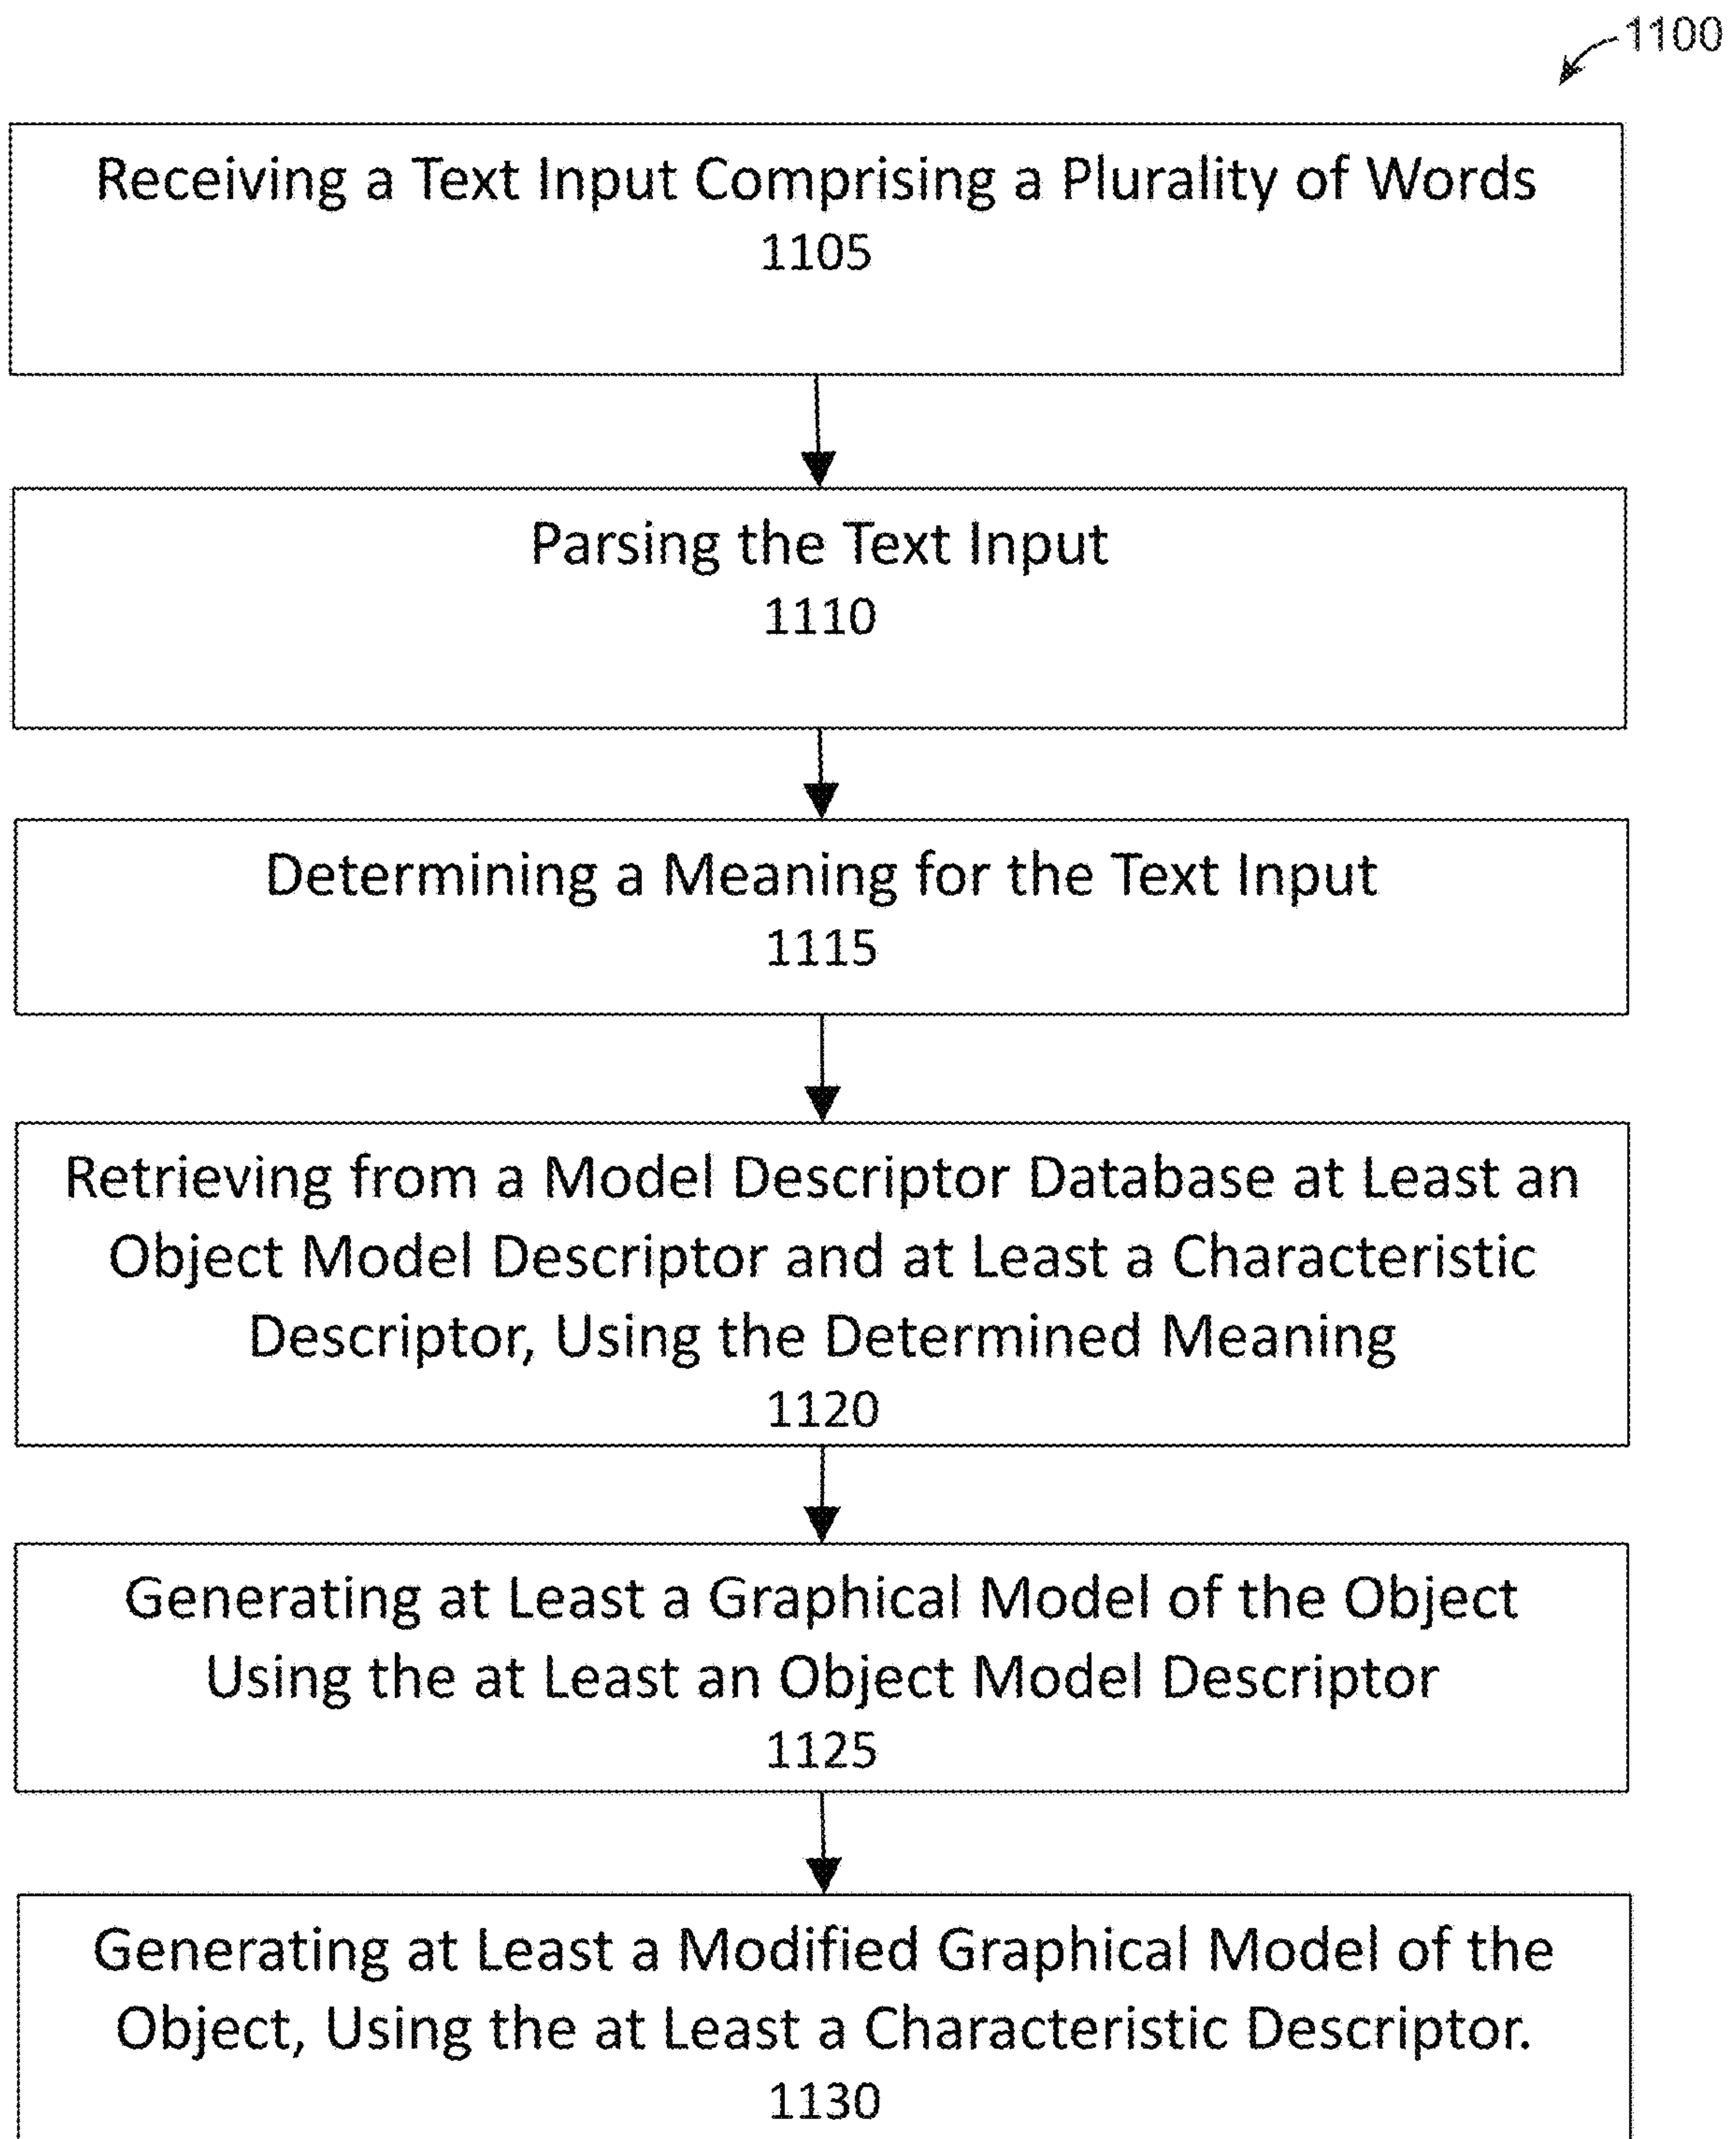 1100
Receiving a Text Input Comprising a Plurality of Words
1105
Parsing the Text Input
1110
Determining a Meaning for the Text Input
1115
Retrieving from a Model Descriptor Database at Least an
Object Model Descriptor and at Least a Characteristic
Descriptor, Using the Determined Meaning
1120
Generating at Least a Graphical Model of the Object
Using the at Least an Object Model Descriptor
1125
Generating at Least a Modified Graphical Model of the
Object, Using the at Least a Characteristic Descriptor.
1130